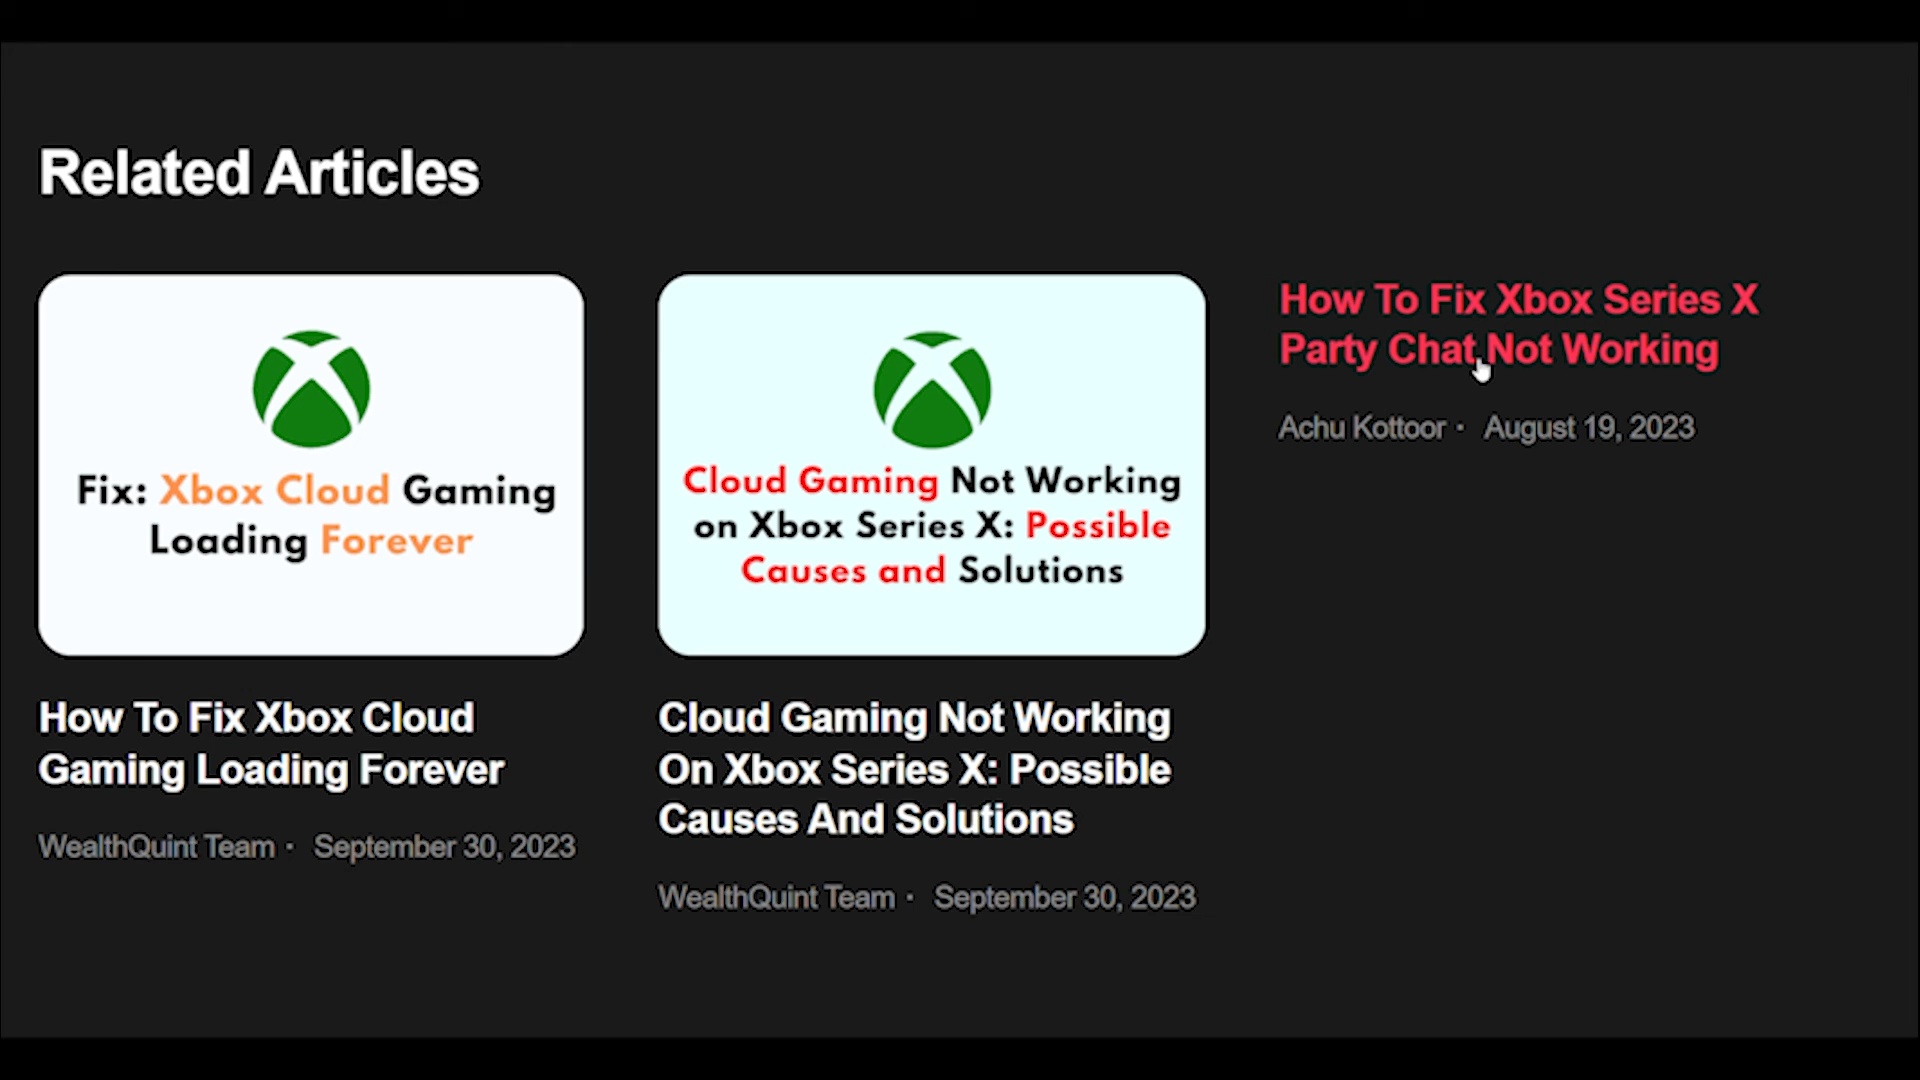 Related Articles
Fix: Xbox Cloud Gaming
Loading Forever
How To Fix Xbox Cloud
Gaming Loading Forever
WealthQuint Team · September 30, 2023
Cloud Gaming Not Working
on Xbox Series X: Possible
Causes and Solutions
Cloud Gaming Not Working
On Xbox Series X: Possible
Causes And Solutions
WealthQuint Team · September 30, 2023
How To Fix Xbox Series X
Party Chat Not Working
Achu Kottoor · August 19, 2023